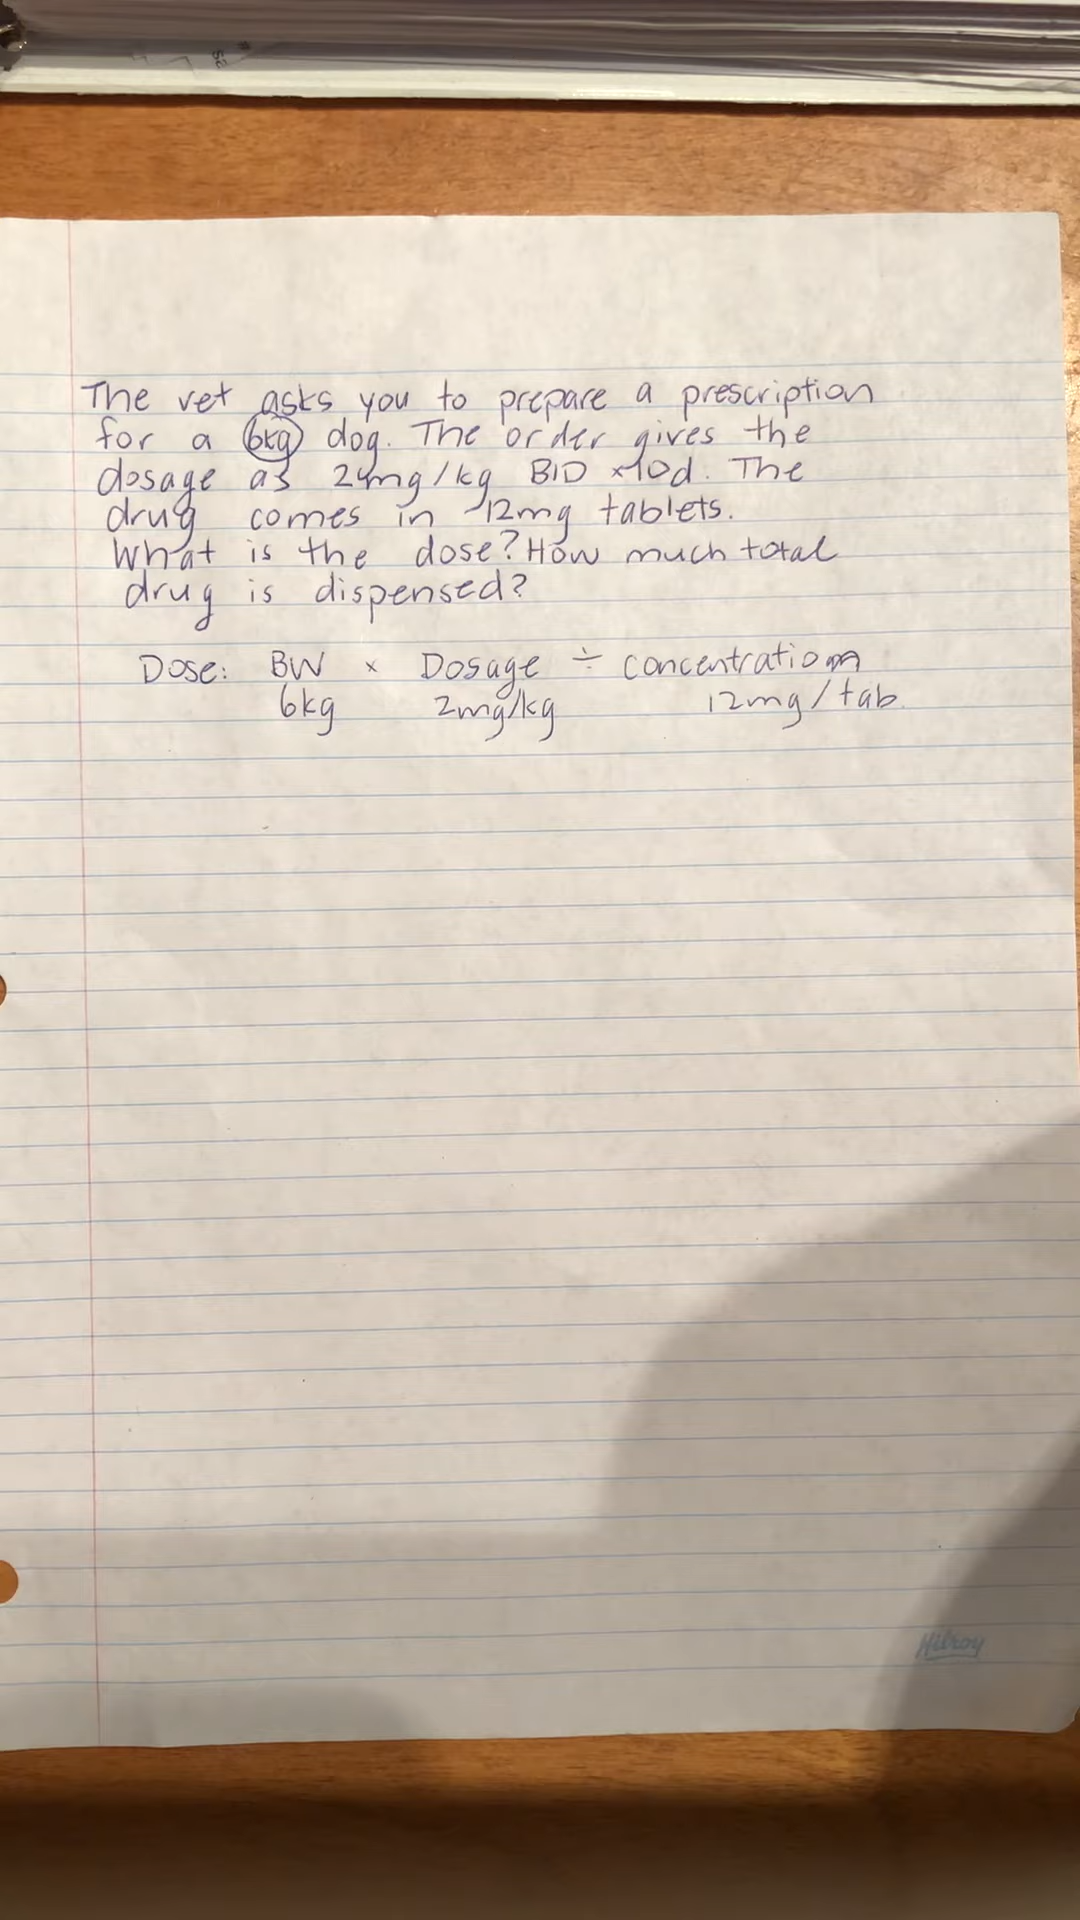 The vet asks you to prepare a prescription
for a 6kg dog. The order gives the
dosage as 2mg/kg BID x10d. The
drug comes in 12mg tablets.
What is the dose? How much total
drug is dispensed?
Dose: BW x Dosage ÷ concentration
6kg 2mg/kg 12mg/tab.
Hilroy